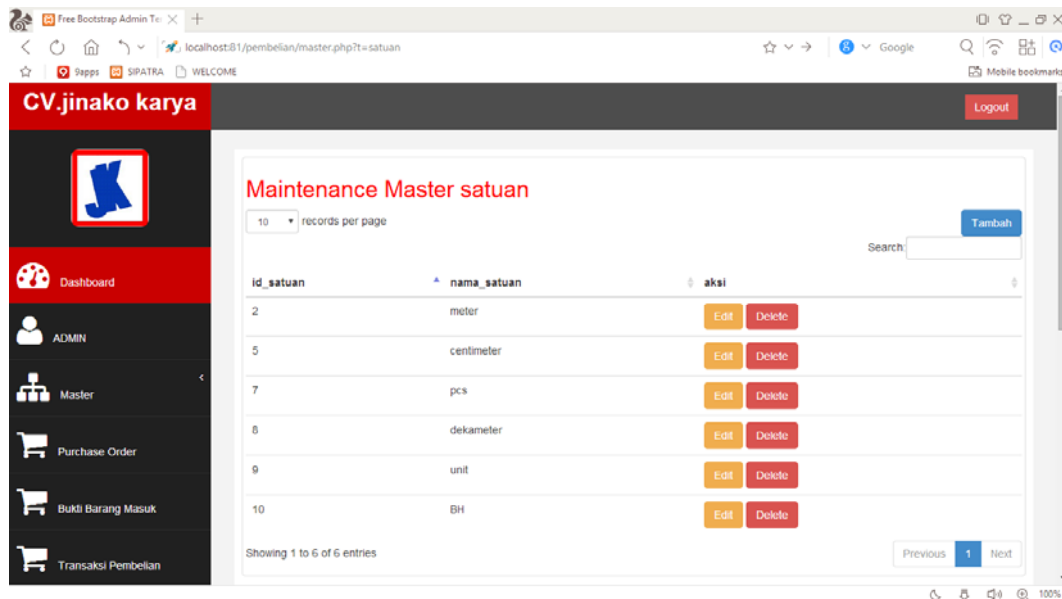 Free Bootstrap Admin Te
localhost:81/pembelian/master.php?t=satuan
Google
9apps SIPATRA WELCOME
Mobile bookmarks
CV.jinako karya
Logout
JK
Dashboard
ADMIN
Master
Purchase Order
Bukti Barang Masuk
Transaksi Pembelian
Maintenance Master satuan
10 records per page
Tambah
Search:
id_satuan nama_satuan aksi
2 meter Edit Delete
5 centimeter Edit Delete
7 pcs Edit Delete
8 dekameter Edit Delete
9 unit Edit Delete
10 BH Edit Delete
Showing 1 to 6 of 6 entries
Previous 1 Next
100%